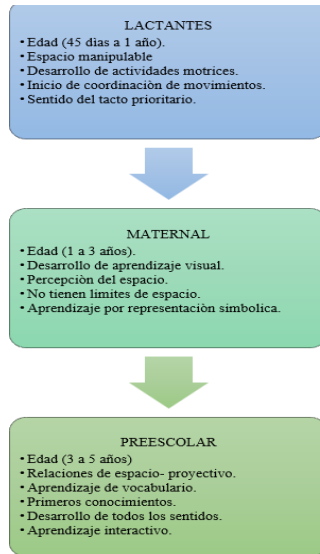 LACTANTES
• Edad (45 dìas a 1 año).
• Espacio manipulable
• Desarrollo de actividades motrices.
• Inicio de coordinaciòn de movimientos.
• Sentido del tacto prioritario.
MATERNAL
• Edad (1 a 3 años).
• Desarrollo de aprendizaje visual.
• Percepciòn del espacio.
• No tienen limites de espacio.
• Aprendizaje por representaciòn simbolica.
PREESCOLAR
• Edad (3 a 5 años)
• Relaciones de espacio- proyectivo.
• Aprendizaje de vocabulario.
• Primeros conocimientos.
• Desarrollo de todos los sentidos.
• Aprendizaje interactivo.